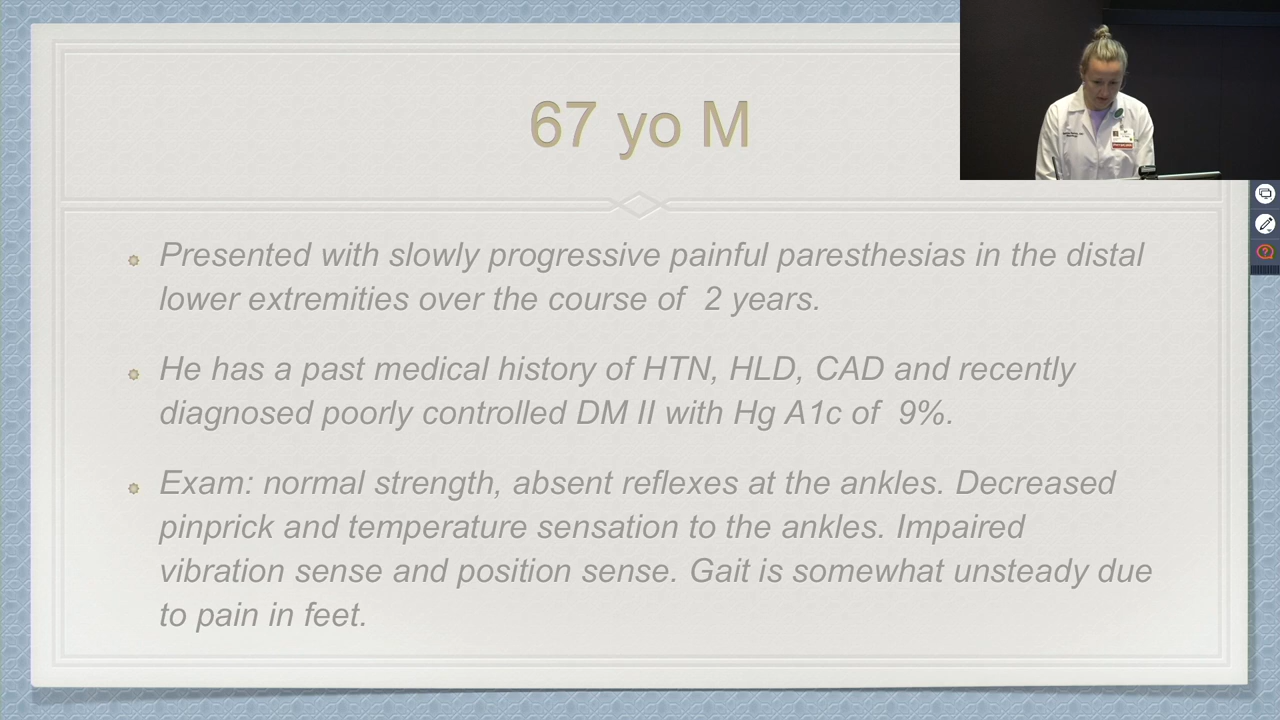 67 yo M
Presented with slowly progressive painful paresthesias in the distal
lower extremities over the course of 2 years.
He has a past medical history of HTN, HLD, CAD and recently
diagnosed poorly controlled DM II with Hg A1c of 9%.
Exam: normal strength, absent reflexes at the ankles. Decreased
pinprick and temperature sensation to the ankles. Impaired
vibration sense and position sense. Gait is somewhat unsteady due
to pain in feet.